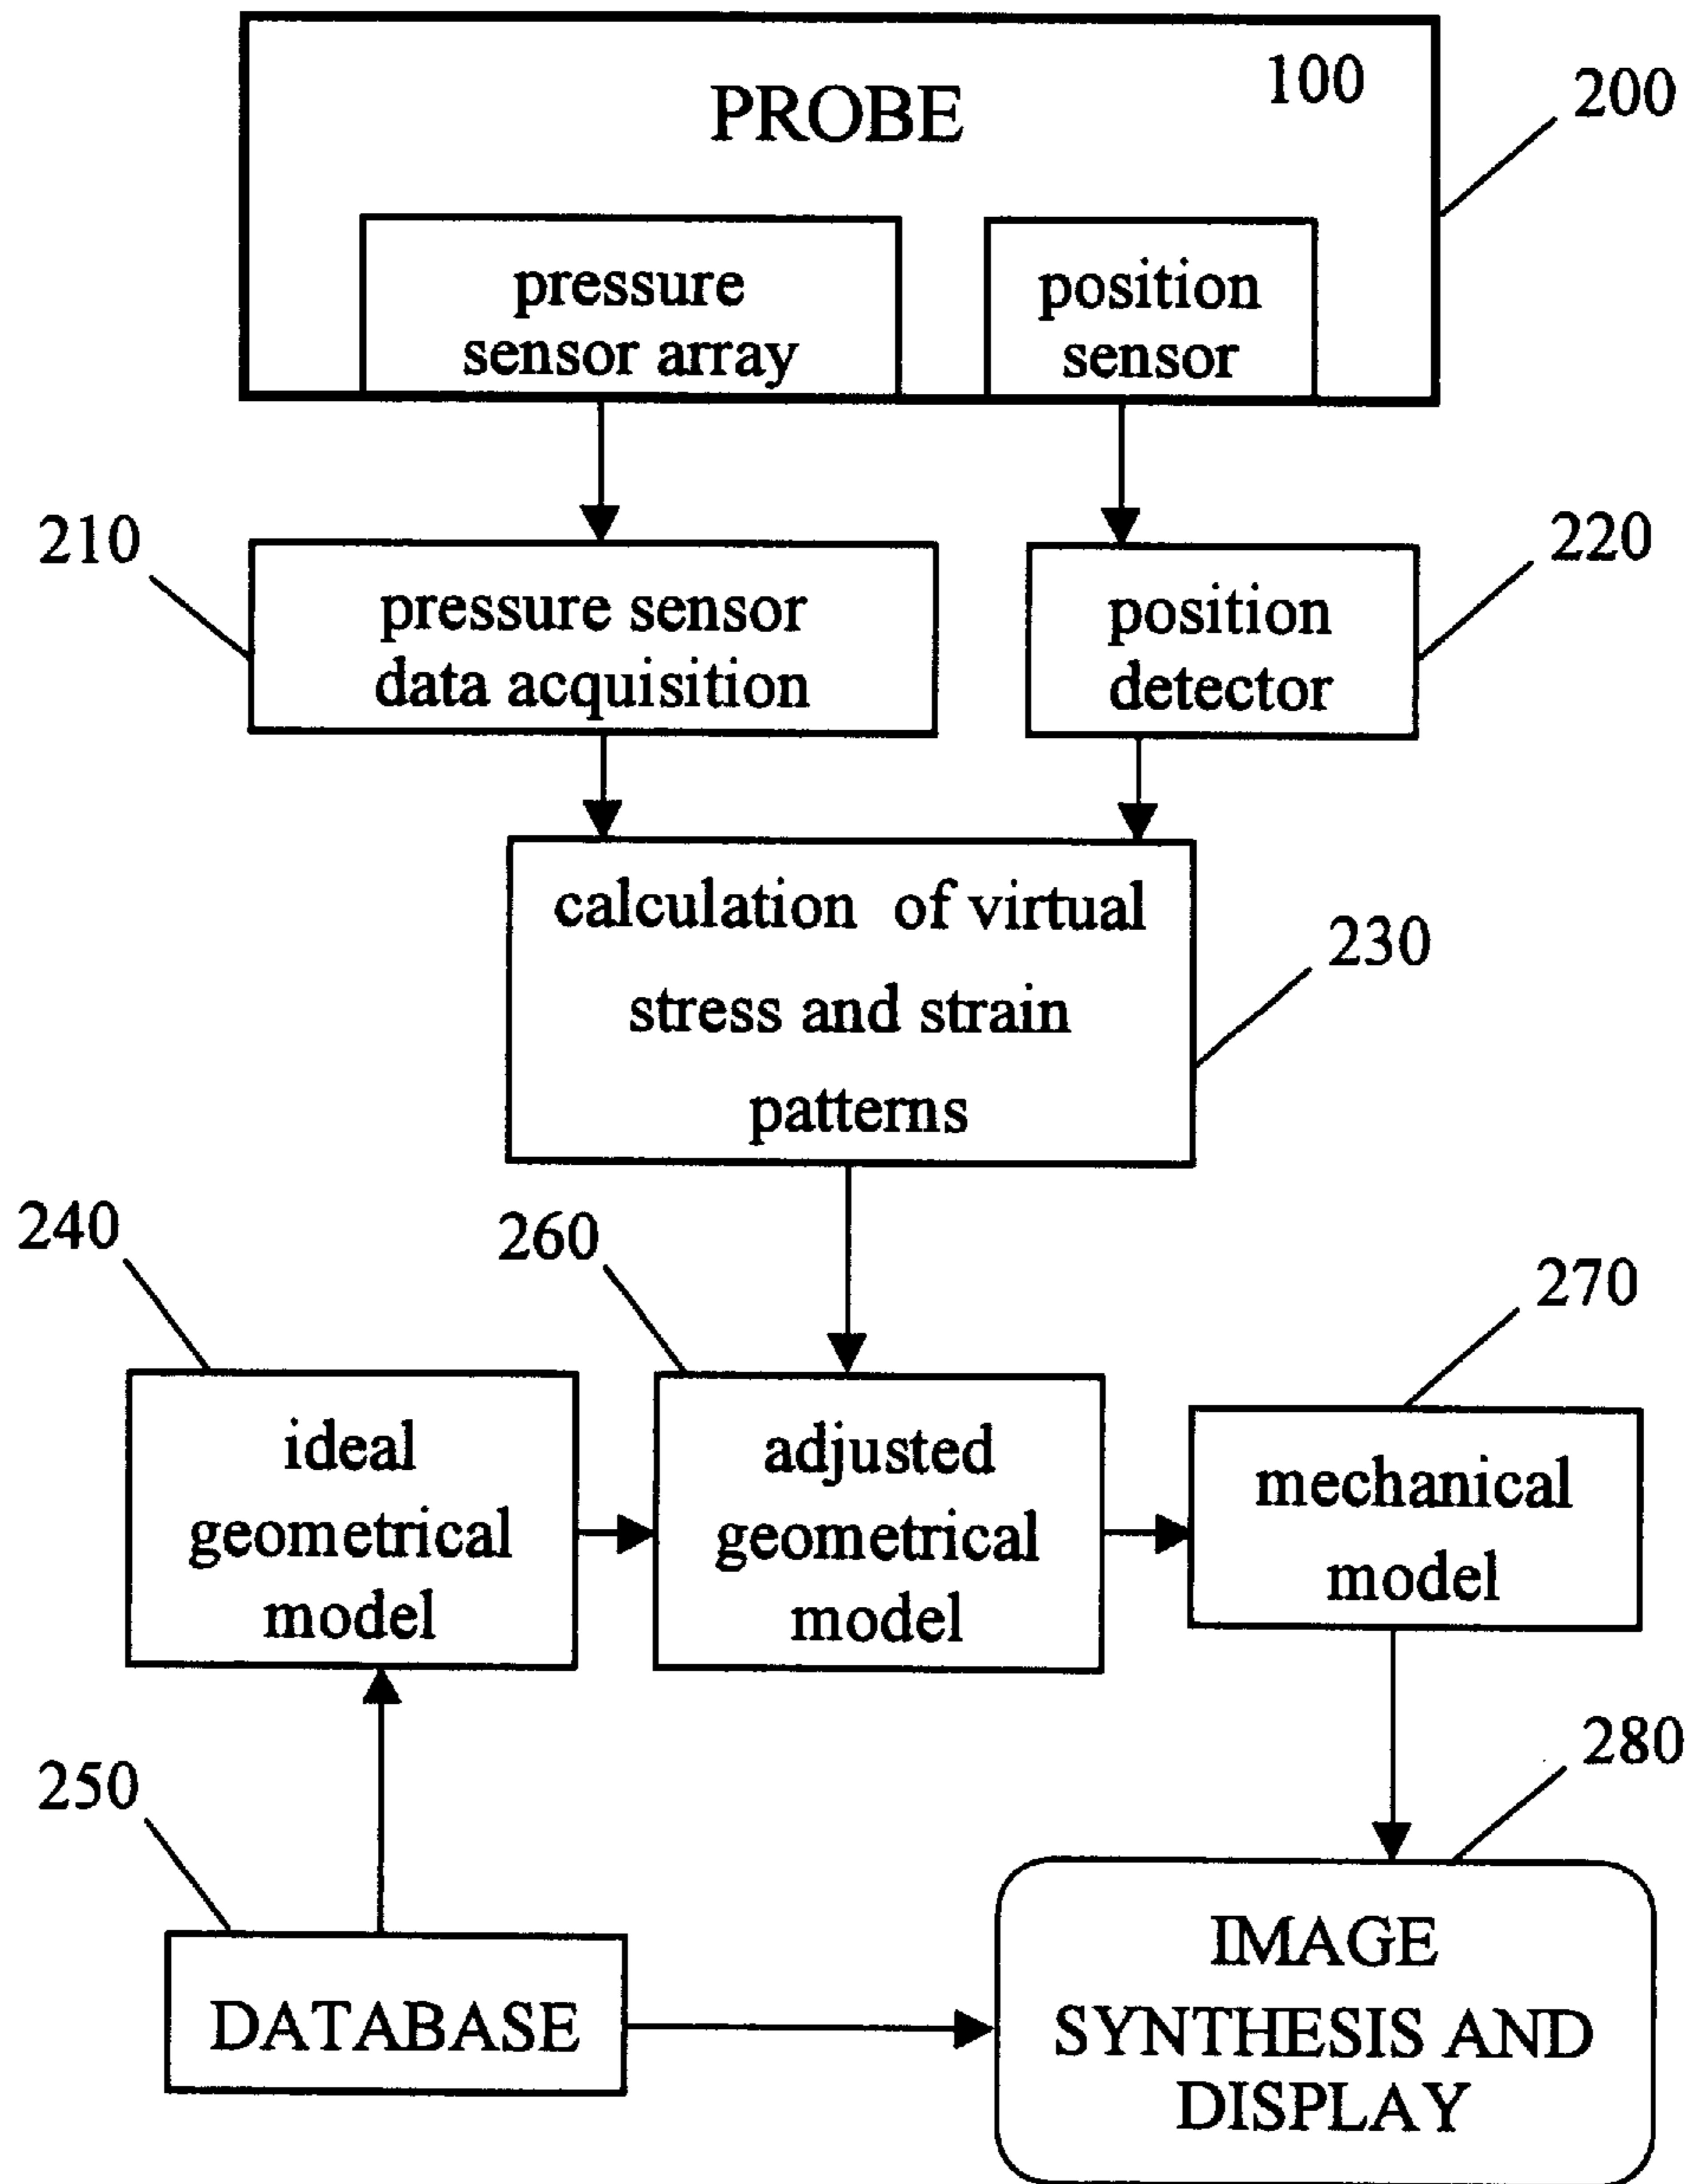 100
200
PROBE
pressure
sensor array
position
sensor
210
220
pressure sensor
data acquisition
position
detector
calculation of virtual
stress and strain
patterns
230
240
260
270
ideal
geometrical
model
adjusted
geometrical
model
mechanical
model
250
280
DATABASE
IMAGE
SYNTHESIS AND
DISPLAY